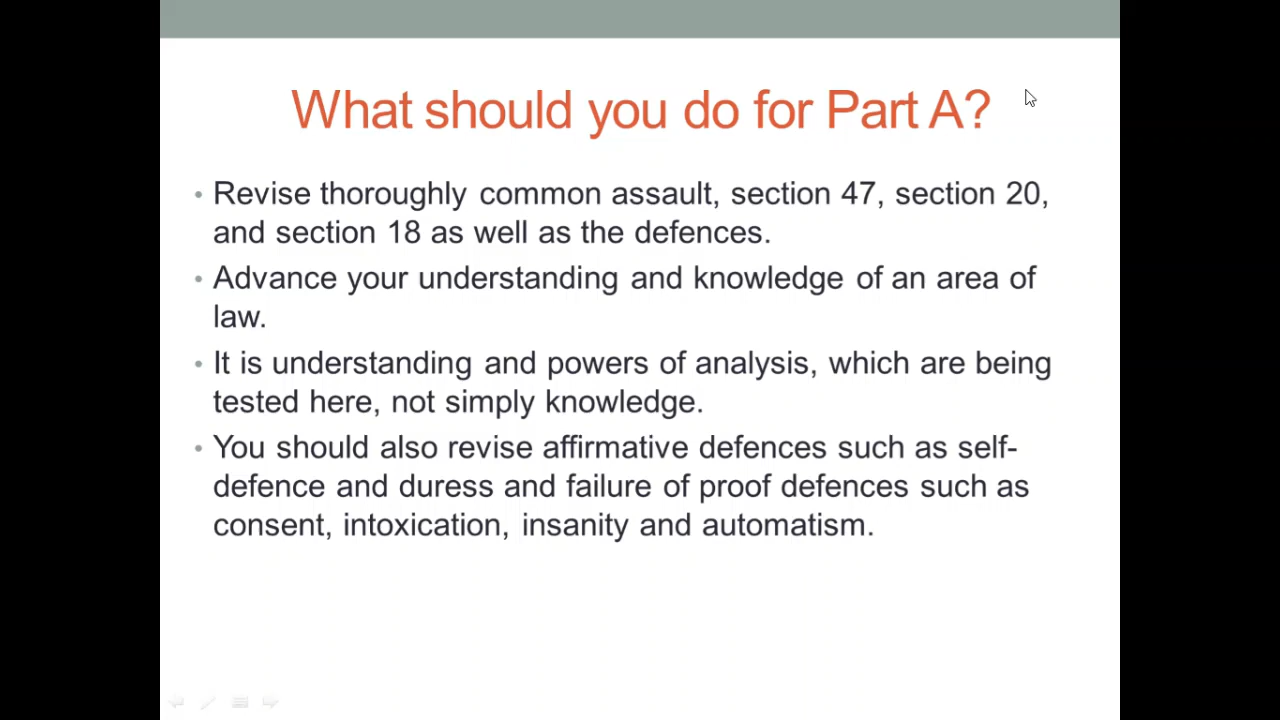 What should you do for Part A?
• Revise thoroughly common assault, section 47, section 20,
and section 18 as well as the defences.
• Advance your understanding and knowledge of an area of
law.
• It is understanding and powers of analysis, which are being
tested here, not simply knowledge.
• You should also revise affirmative defences such as self-
defence and duress and failure of proof defences such as
consent, intoxication, insanity and automatism.